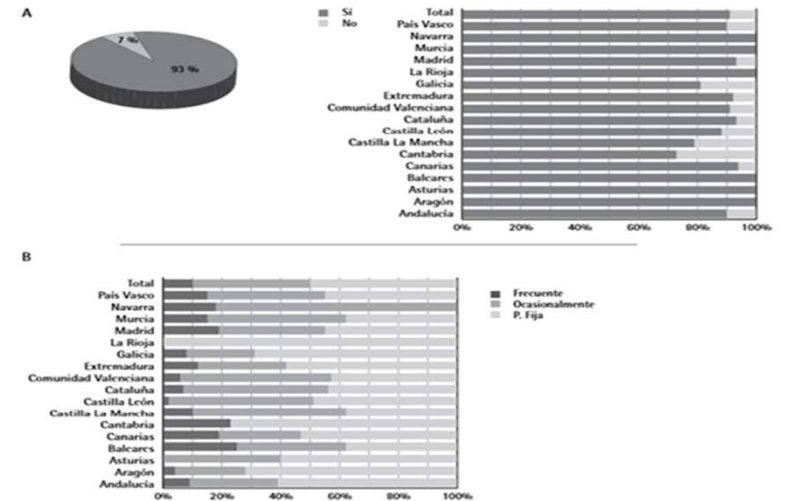 A
7 %
93 %
Sí
No
Total
País Vasco
Navarra
Murcia
Madrid
La Rioja
Galicia
Extremadura
Comunidad Valenciana
Cataluña
Castilla León
Castilla La Mancha
Cantabria
Canarias
Baleares
Asturias
Aragón
Andalucía
0% 20% 40% 60% 80% 100%
B
Total
País Vasco
Navarra
Murcia
Madrid
La Rioja
Galicia
Extremadura
Comunidad Valenciana
Cataluña
Castilla León
Castilla La Mancha
Cantabria
Canarias
Baleares
Asturias
Aragón
Andalucía
0% 20% 40% 60% 80% 100%
Frecuente
Ocasionalmente
P. Fija